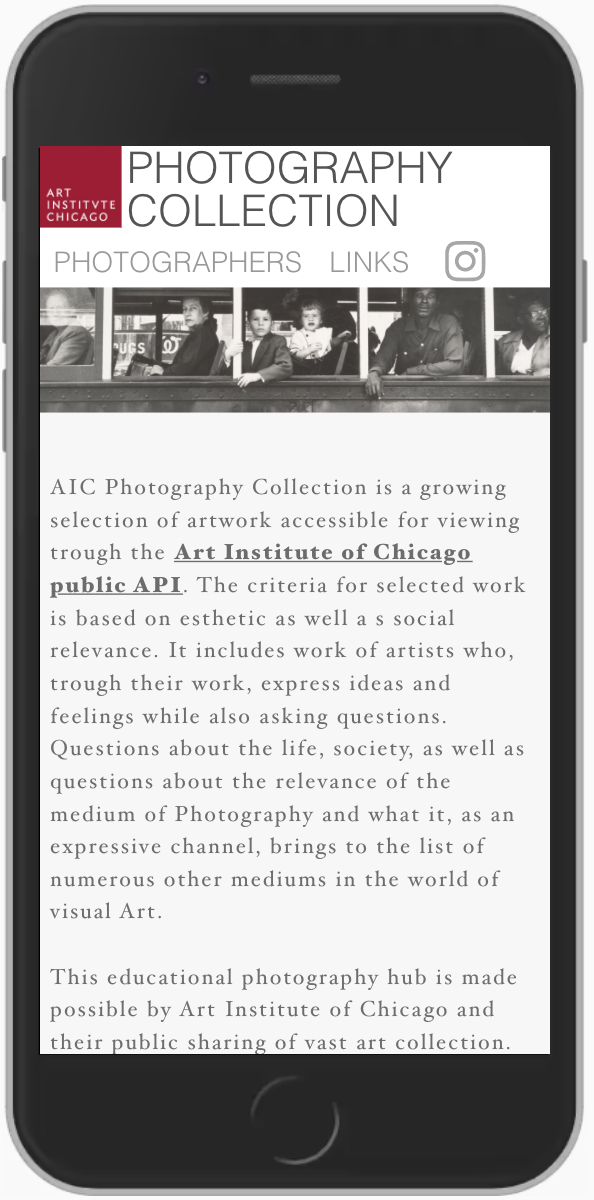 ART
INSTITVTE
CHICAGO
PHOTOGRAPHY
COLLECTION
PHOTOGRAPHERS LINKS
UGS
AIC Photography Collection is a growing
selection of artwork accessible for viewing
trough the Art Institute of Chicago
public API. The criteria for selected work
is based on esthetic as well a s social
relevance. It includes work of artists who,
trough their work, express ideas and
feelings while also asking questions.
Questions about the life, society, as well as
questions about the relevance of the
medium of Photography and what it, as an
expressive channel, brings to the list of
numerous other mediums in the world of
visual Art.
This educational photography hub is made
possible by Art Institute of Chicago and
their public sharing of vast art collection.